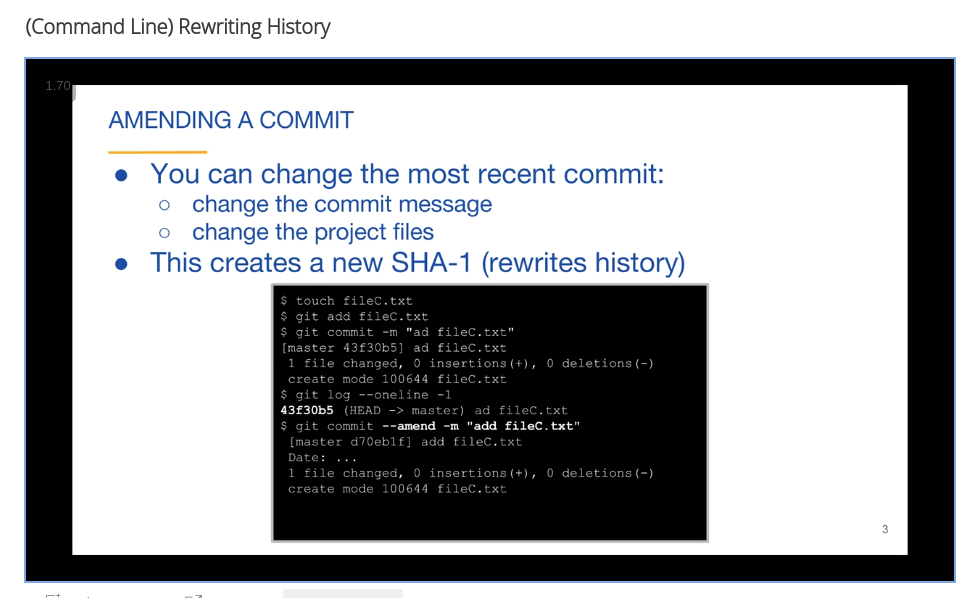 (Command Line) Rewriting History
1.70
AMENDING A COMMIT
● You can change the most recent commit:
○ change the commit message
○ change the project files
● This creates a new SHA-1 (rewrites history)
$ touch fileC.txt
$ git add fileC.txt
$ git commit -m "ad fileC.txt"
[master 43f30b5] ad fileC.txt
1 file changed, 0 insertions(+), 0 deletions(-)
create mode 100644 fileC.txt
$ git log --oneline -1
43f30b5 (HEAD -> master) ad fileC.txt
$ git commit --amend -m "add fileC.txt"
[master d70eb1f] add fileC.txt
Date: ...
1 file changed, 0 insertions(+), 0 deletions(-)
create mode 100644 fileC.txt
3